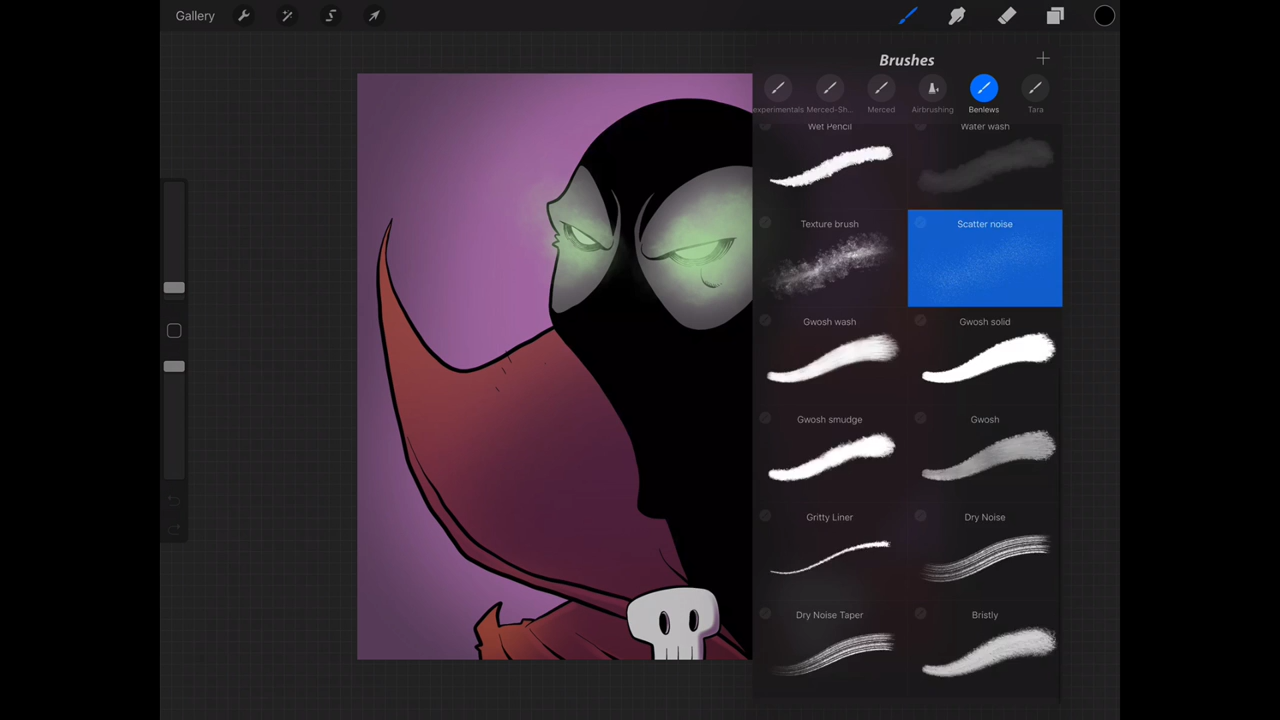 Gallery
Brushes
experimentals Merced-Sh... Merced Airbrushing Benlews Tara
Wet Pencil Water wash
Texture brush Scatter noise
Gwosh wash Gwosh solid
Gwosh smudge Gwosh
Gritty Liner Dry Noise
Dry Noise Taper Bristly